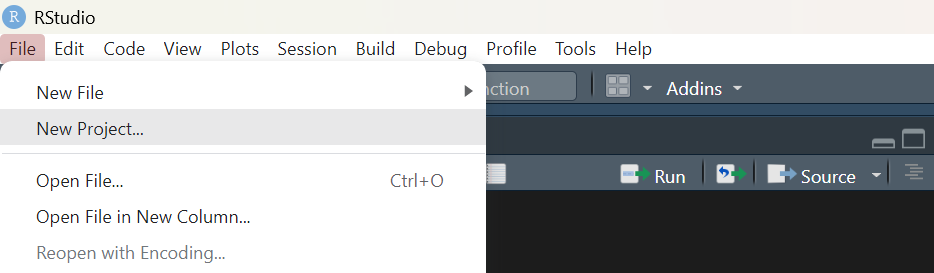 R RStudio
File Edit Code View Plots Session Build Debug Profile Tools Help
New File
nction Addins
New Project...
Open File... Ctrl+O
Run Source
Open File in New Column...
Reopen with Encoding...